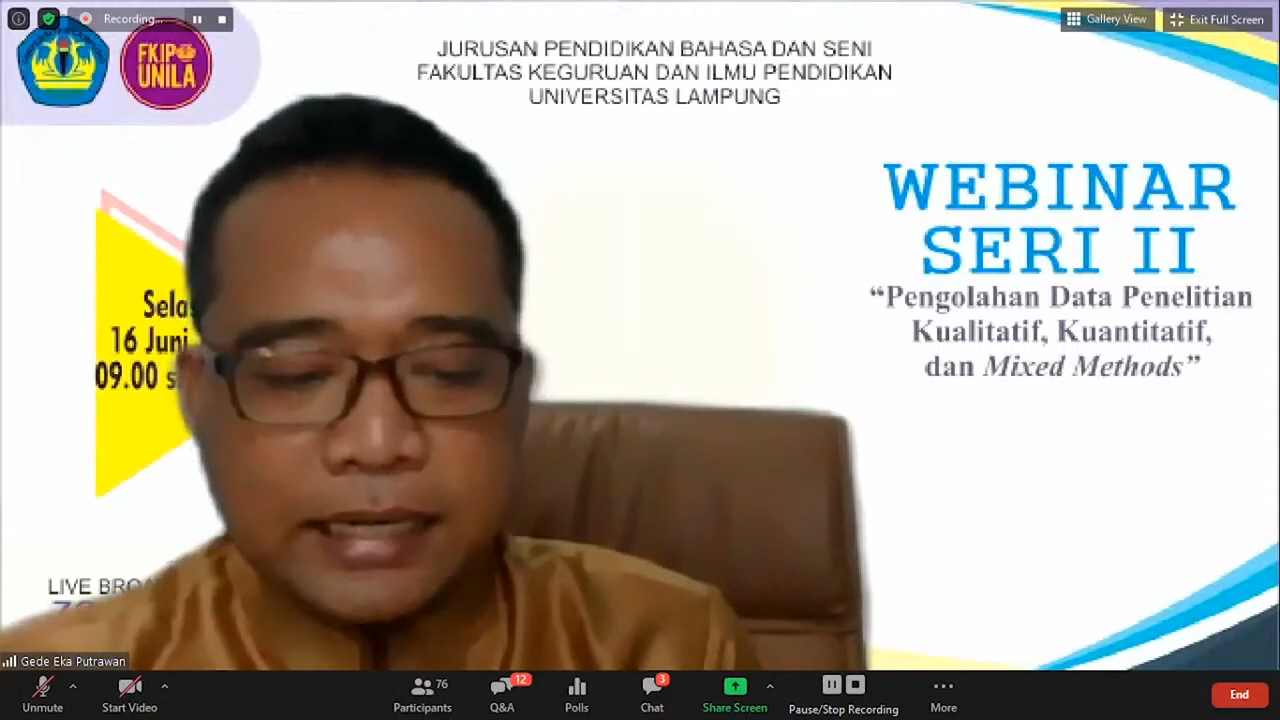 Recording...
Gallery View
Exit Full Screen
FKIP
UNILA
JURUSAN PENDIDIKAN BAHASA DAN SENI
FAKULTAS KEGURUAN DAN ILMU PENDIDIKAN
UNIVERSITAS LAMPUNG
WEBINAR
SERI II
“Pengolahan Data Penelitian
Kualitatif, Kuantitatif,
dan Mixed Methods”
16 Juni
09.00
LIVE
Gede Eka Putrawan
Unmute
Start Video
76
Participants
12
Q&A
Polls
3
Chat
Share Screen
Pause/Stop Recording
More
End